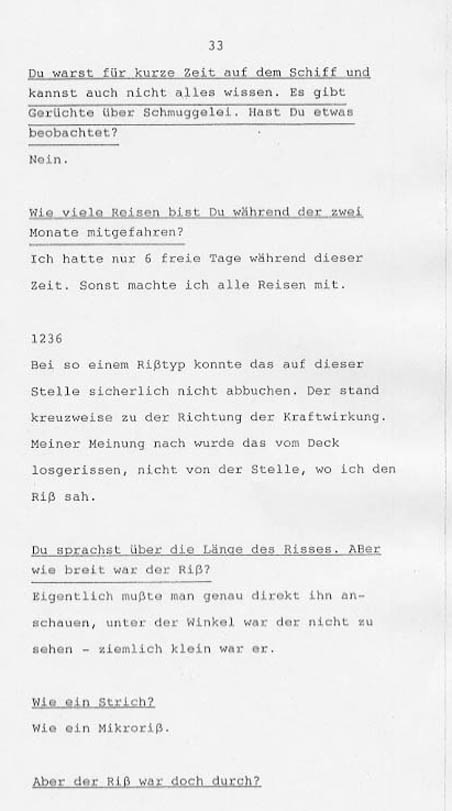 33
Du warst für kurze Zeit auf dem Schiff und
kannst auch nicht alles wissen. Es gibt
Gerüchte über Schmuggelei. Hast Du etwas
beobachtet?
Nein.
Wie viele Reisen bist Du während der zwei
Monate mitgefahren?
Ich hatte nur 6 freie Tage während dieser
Zeit. Sonst machte ich alle Reisen mit.
1236
Bei so einem Rißtyp konnte das auf dieser
Stelle sicherlich nicht abbuchen. Der stand
kreuzweise zu der Richtung der Kraftwirkung.
Meiner Meinung nach wurde das vom Deck
losgerissen, nicht von der Stelle, wo ich den
Riß sah.
Du sprachst über die Länge des Risses. ABer
wie breit war der Riß?
Eigentlich mußte man genau direkt ihn an-
schauen, unter der Winkel war der nicht zu
sehen - ziemlich klein war er.
Wie ein Strich?
Wie ein Mikroriß.
Aber der Riß war doch durch?